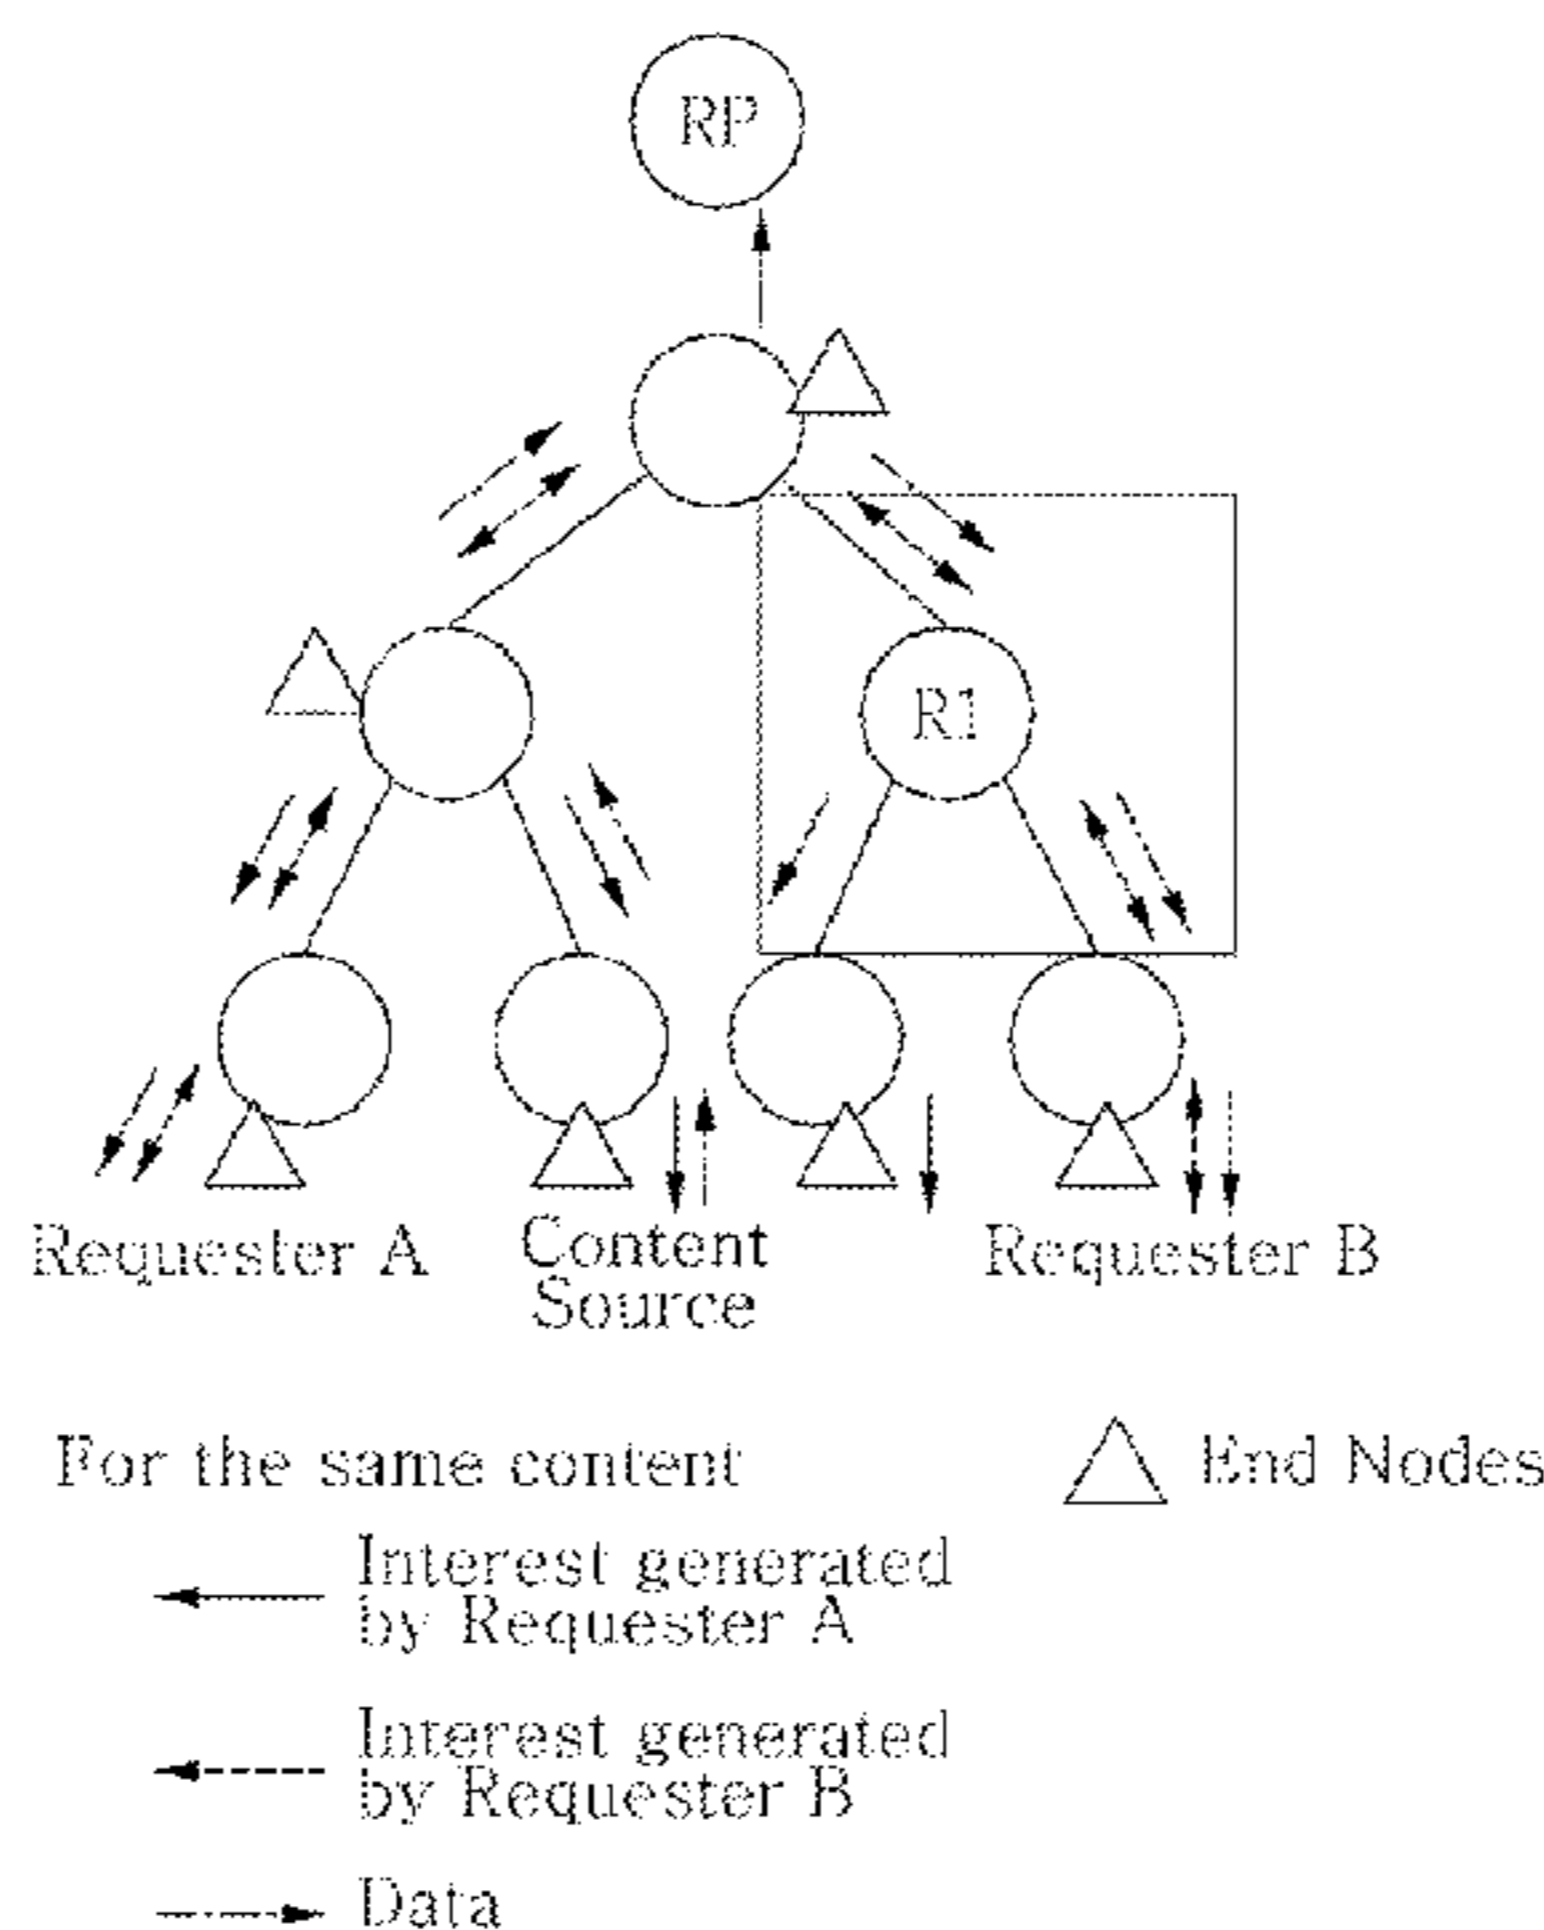 RP
R1
Requester A
Content
Source
Requester B
For the same content
End Nodes
Interest generated
by Requester A
Interest generated
by Requester B
Data